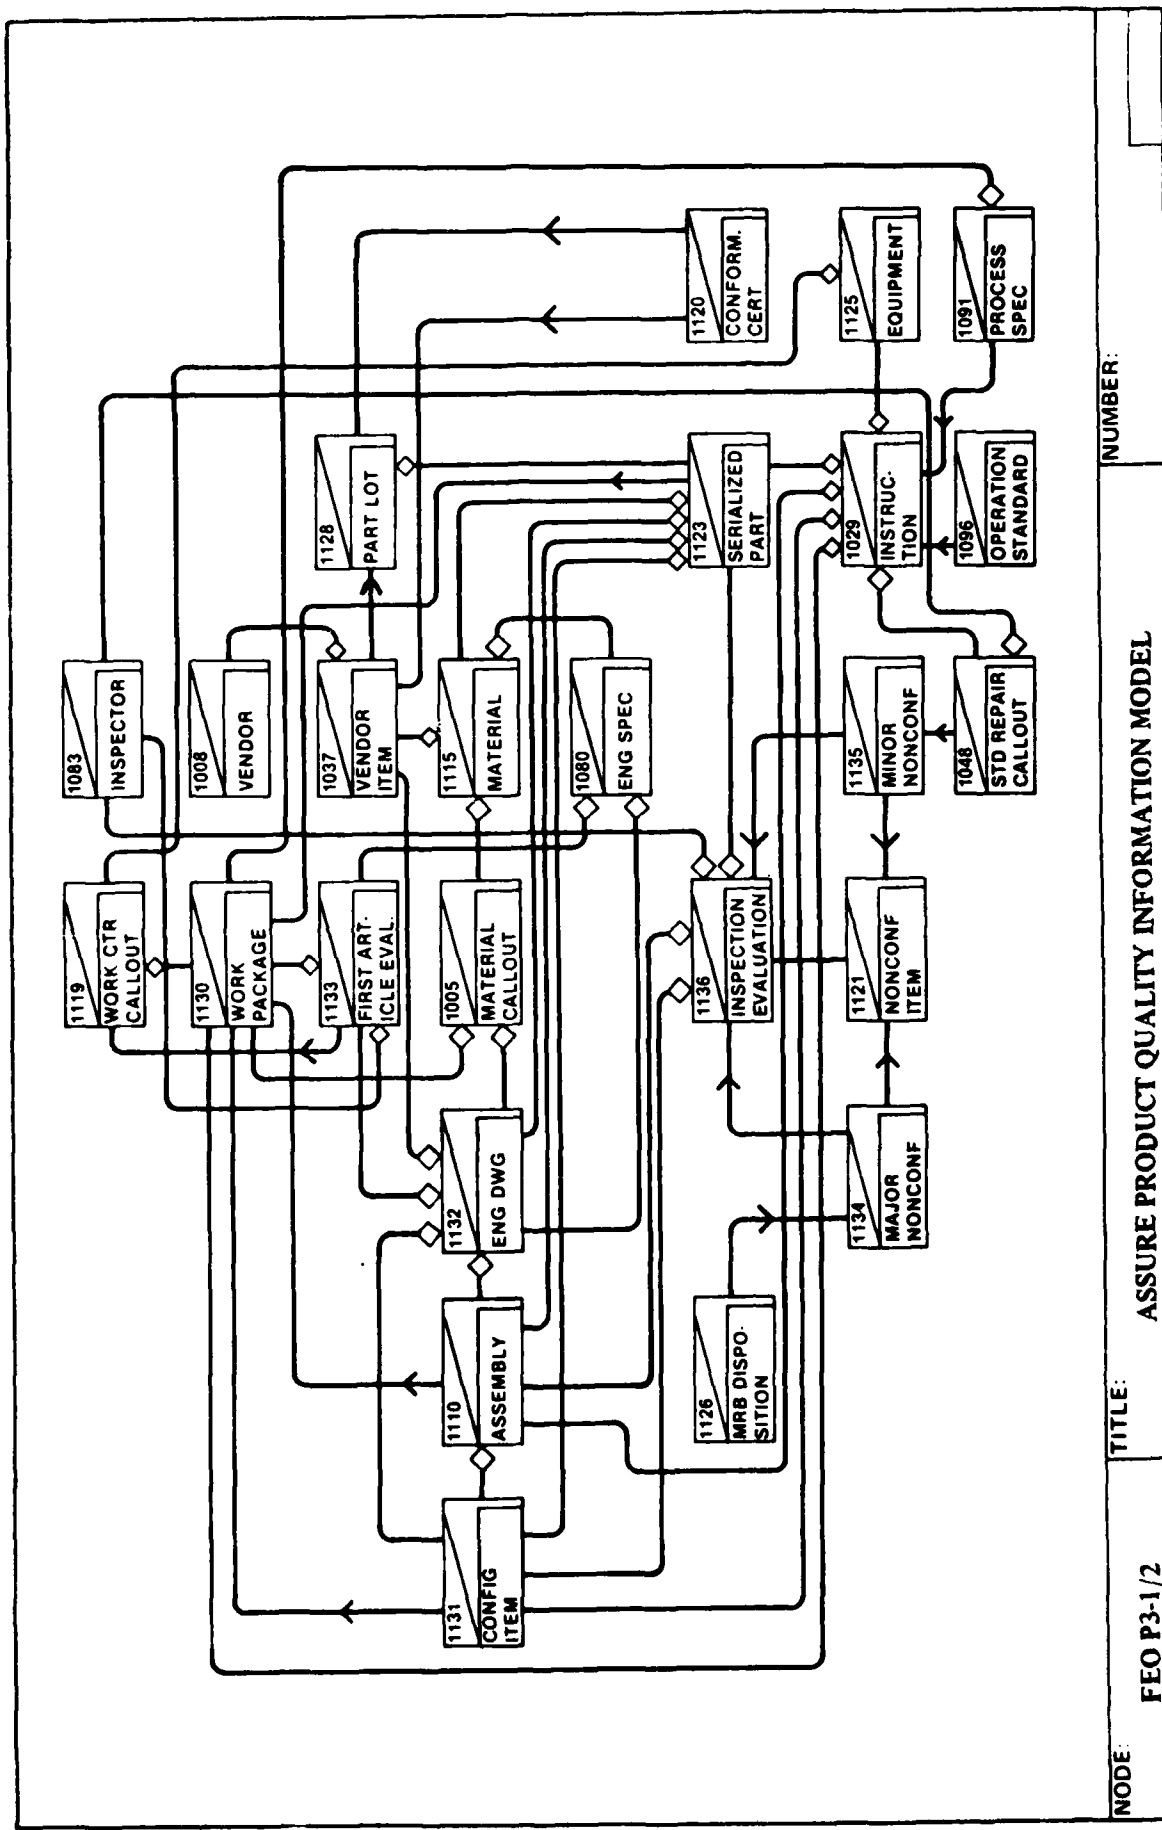 1083
INSPECTOR
1119
WORK CTR
CALLOUT
1008
VENDOR
1130
WORK
PACKAGE
1128
PART LOT
1037
VENDOR
ITEM
1133
FIRST ART-
ICLE EVAL.
1115
MATERIAL
1005
MATERIAL
CALLOUT
1132
ENG DWG
1110
ASSEMBLY
1131
CONFIG
ITEM
1080
ENG SPEC
1120
CONFORM.
CERT
1123
SERIALIZED
PART
1136
INSPECTION
EVALUATION
1126
MRB DISPO-
SITION
1125
EQUIPMENT
1029
INSTRUC-
TION
1135
MINOR
NONCONF
1121
NONCONF
ITEM
1134
MAJOR
NONCONF
1091
PROCESS
SPEC
1096
OPERATION
STANDARD
1048
STD REPAIR
CALLOUT
NODE:
FEO P3-1/2
TITLE:
ASSURE PRODUCT QUALITY INFORMATION MODEL
NUMBER: